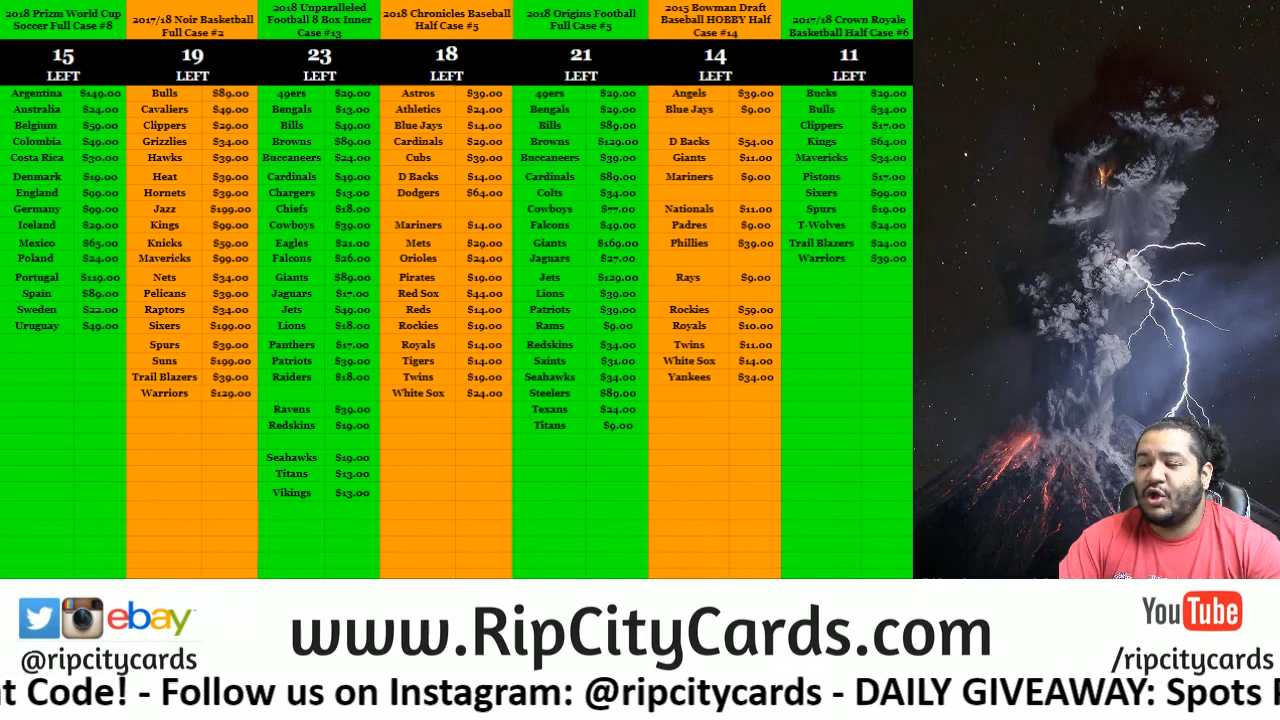 2018 Prizm World Cup
Soccer Full Case #8
15
LEFT
Argentina $149.00
Australia $24.00
Belgium $59.00
Colombia $49.00
Costa Rica $30.00
Denmark $19.00
England $99.00
Germany $99.00
Iceland $29.00
Mexico $65.00
Poland $24.00
Portugal $119.00
Spain $89.00
Sweden $22.00
Uruguay $49.00
2017/18 Noir Basketball
Full Case #2
19
LEFT
Bulls $89.00
Cavaliers $49.00
Clippers $29.00
Grizzlies $34.00
Hawks $39.00
Heat $39.00
Hornets $39.00
Jazz $199.00
Kings $99.00
Knicks $59.00
Mavericks $99.00
Nets $34.00
Pelicans $39.00
Raptors $34.00
Sixers $199.00
Spurs $39.00
Suns $199.00
Trail Blazers $39.00
Warriors $129.00
2018 Unparalleled
Football 8 Box Inner
Case #13
23
LEFT
49ers $29.00
Bengals $13.00
Bills $49.00
Browns $89.00
Buccaneers $24.00
Cardinals $49.00
Chargers $13.00
Chiefs $18.00
Cowboys $39.00
Eagles $21.00
Falcons $26.00
Giants $89.00
Jaguars $17.00
Jets $49.00
Lions $18.00
Panthers $17.00
Patriots $39.00
Raiders $18.00
Ravens $39.00
Redskins $19.00
Seahawks $19.00
Titans $13.00
Vikings $13.00
2018 Chronicles Baseball
Half Case #5
18
LEFT
Astros $39.00
Athletics $24.00
Blue Jays $14.00
Cardinals $29.00
Cubs $39.00
D Backs $14.00
Dodgers $64.00
Mariners $14.00
Mets $29.00
Orioles $24.00
Pirates $19.00
Red Sox $44.00
Reds $14.00
Rockies $19.00
Royals $14.00
Tigers $14.00
Twins $19.00
White Sox $24.00
2018 Origins Football
Full Case #5
21
LEFT
49ers $29.00
Bengals $29.00
Bills $89.00
Browns $129.00
Buccaneers $39.00
Cardinals $89.00
Colts $34.00
Cowboys $77.00
Falcons $49.00
Giants $169.00
Jaguars $27.00
Jets $129.00
Lions $39.00
Patriots $39.00
Rams $9.00
Redskins $34.00
Saints $31.00
Seahawks $34.00
Steelers $89.00
Texans $24.00
Titans $9.00
2015 Bowman Draft
Baseball HOBBY Half
Case #14
14
LEFT
Angels $39.00
Blue Jays $9.00
D Backs $54.00
Giants $11.00
Mariners $9.00
Nationals $11.00
Padres $9.00
Phillies $39.00
Rays $9.00
Rockies $59.00
Royals $10.00
Twins $11.00
White Sox $14.00
Yankees $34.00
2017/18 Crown Royale
Basketball Half Case #6
11
LEFT
Bucks $29.00
Bulls $34.00
Clippers $17.00
Kings $64.00
Mavericks $34.00
Pistons $17.00
Sixers $99.00
Spurs $19.00
T-Wolves $24.00
Trail Blazers $24.00
Warriors $39.00
ebay
@ripcitycards
www.RipCityCards.com
YouTube
/ripcitycards
t Code! - Follow us on Instagram: @ripcitycards - DAILY GIVEAWAY: Spots